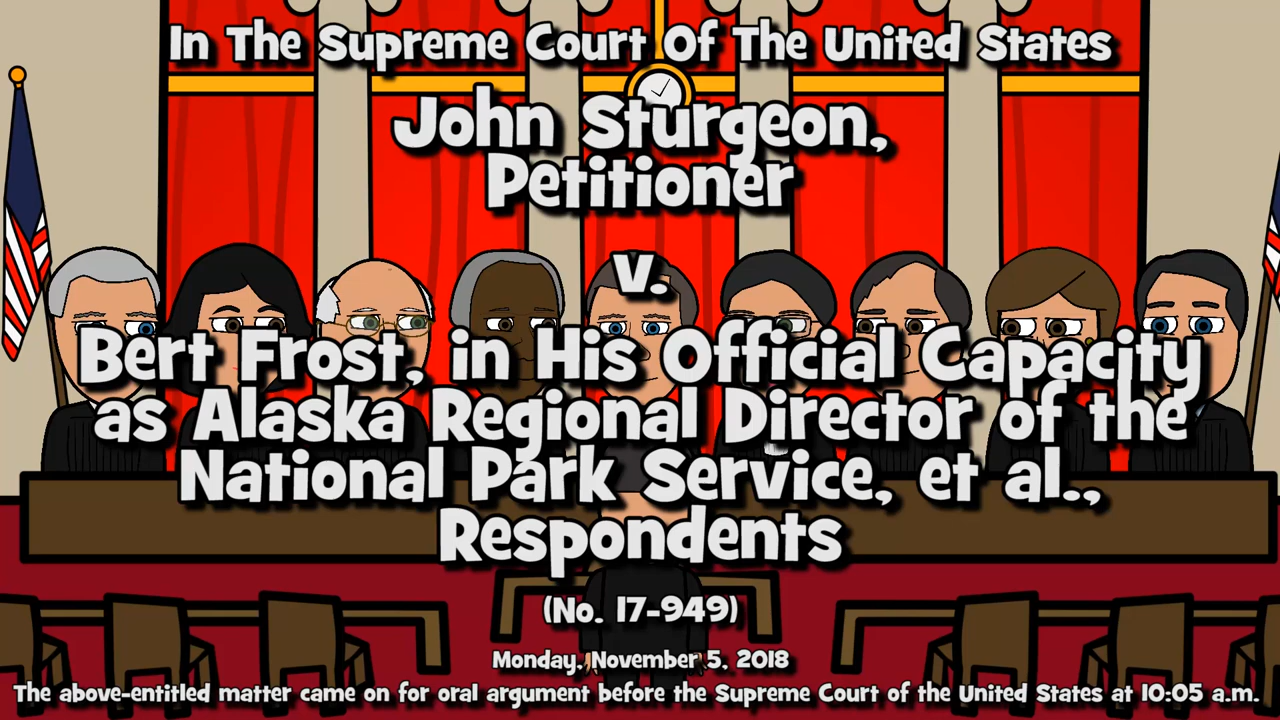 In The Supreme Court Of The United States
John Sturgeon,
Petitioner
v.
Bert Frost, in His Official Capacity
as Alaska Regional Director of the
National Park Service, et al.,
Respondents
(No. 17-949)
Monday, November 5, 2018
The above-entitled matter came on for oral argument before the Supreme Court of the United States at 10:05 a.m.